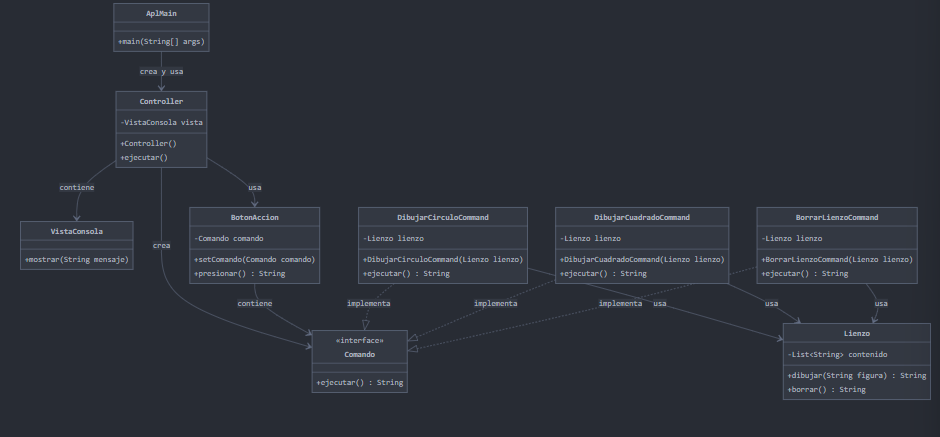 AplMain
+main(String[] args)
crea y usa
Controller
-VistaConsola vista
+Controller()
+ejecutar()
contiene
usa
VistaConsola
+mostrar(String mensaje)
crea
BotonAccion
-Comando comando
+setComando(Comando comando)
+presionar() : String
DibujarCirculoCommand
-Lienzo lienzo
+DibujarCirculoCommand(Lienzo lienzo)
+ejecutar() : String
DibujarCuadradoCommand
-Lienzo lienzo
+DibujarCuadradoCommand(Lienzo lienzo)
+ejecutar() : String
BorrarLienzoCommand
-Lienzo lienzo
+BorrarLienzoCommand(Lienzo lienzo)
+ejecutar() : String
contiene
implementa
implementa
implementa
usa
usa
usa
«interface»
Comando
+ejecutar() : String
Lienzo
-List<String> contenido
+dibujar(String figura) : String
+borrar() : String